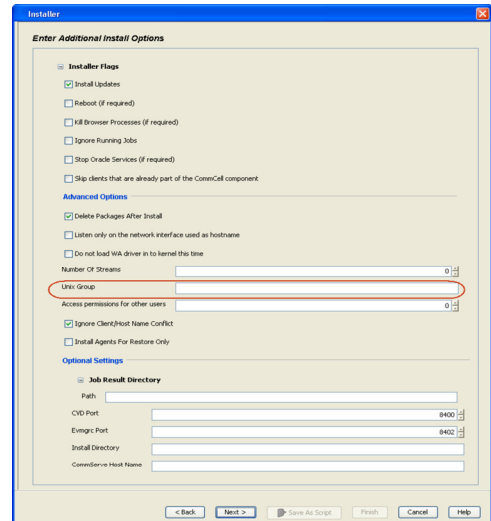 Installer
Enter Additional Install Options
Installer Flags
Install Updates
Reboot (if required)
Kill Browser Processes (if required)
Ignore Running Jobs
Stop Oracle Services (if required)
Skip clients that are already part of the CommCell component
Advanced Options
Delete Packages After Install
Listen only on the network interface used as hostname
Do not load WA driver in to kernel this time
Number Of Streams 0
Unix Group
Access permissions for other users 0
Ignore Client/Host Name Conflict
Install Agents For Restore Only
Optional Settings
Job Result Directory
Path
CVD Port 8400
Evmgrc Port 8402
Install Directory
CommServe Host Name
< Back Next > Save As Script Finish Cancel Help